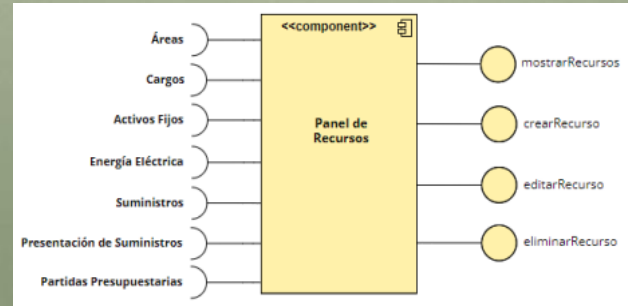 <<component>>
Panel de
Recursos
Áreas
Cargos
Activos Fijos
Energía Eléctrica
Suministros
Presentación de Suministros
Partidas Presupuestarias
mostrarRecursos
crearRecurso
editarRecurso
eliminarRecurso